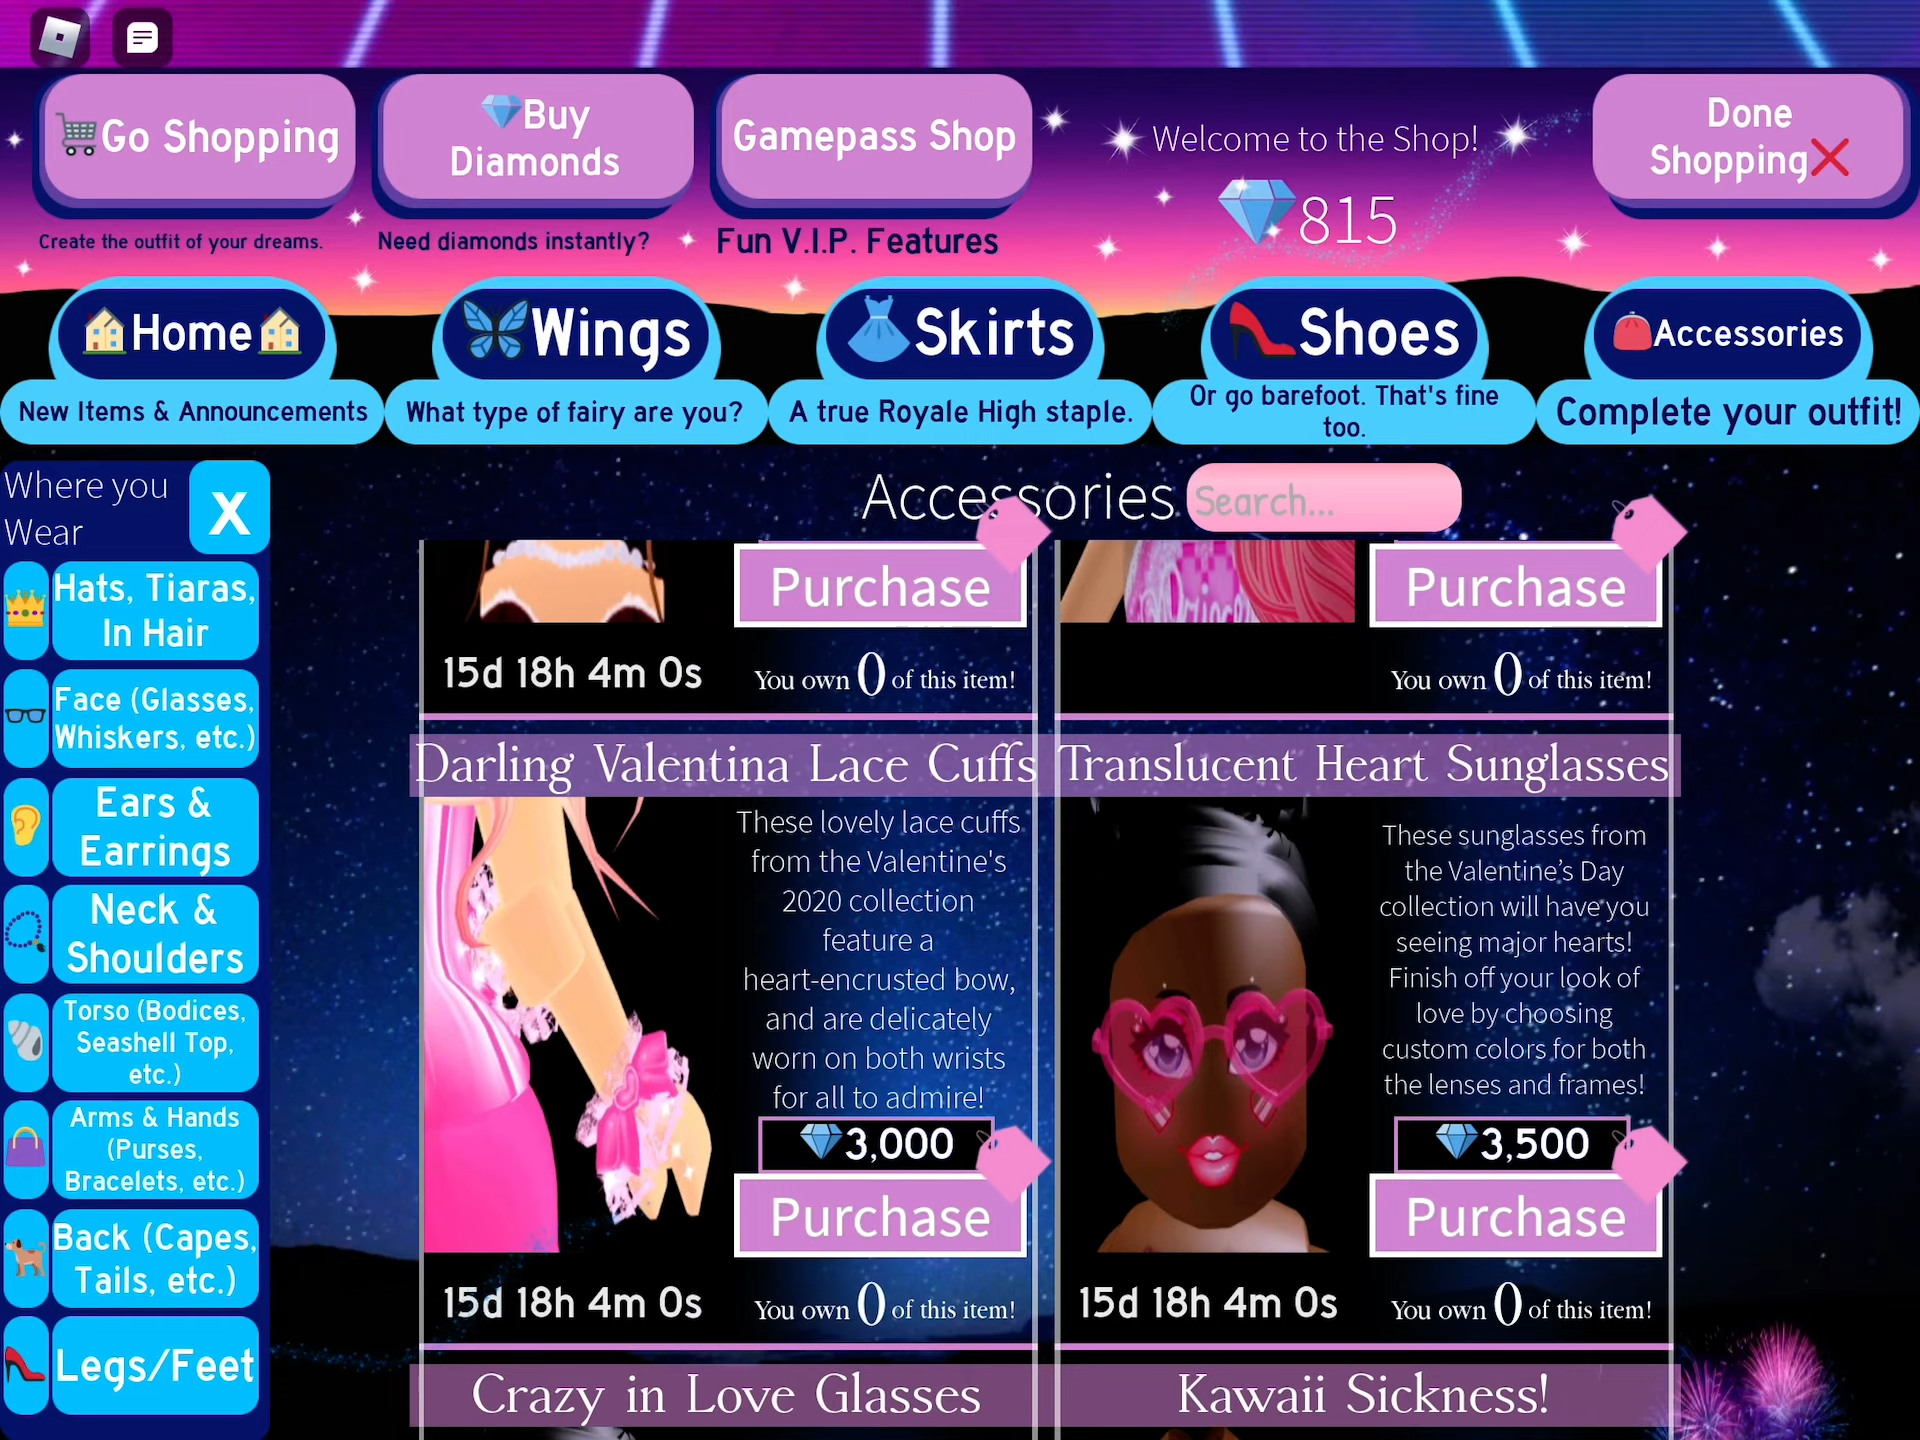 Go Shopping
Buy
Diamonds
Gamepass Shop
Welcome to the Shop!
815
Done
Shopping
Create the outfit of your dreams.
Need diamonds instantly?
Fun V.I.P. Features
Home
Wings
Skirts
Shoes
Accessories
New Items & Announcements
What type of fairy are you?
A true Royale High staple.
Or go barefoot. That's fine
too.
Complete your outfit!
Where you
Wear
X
Hats, Tiaras,
In Hair
Face (Glasses,
Whiskers, etc.)
Ears &
Earrings
Neck &
Shoulders
Torso (Bodices,
Seashell Top,
etc.)
Arms & Hands
(Purses,
Bracelets, etc.)
Back (Capes,
Tails, etc.)
Legs/Feet
Accessories
Search...
Purchase
15d 18h 4m 0s
You own 0 of this item!
Purchase
You own 0 of this item!
Darling Valentina Lace Cuffs
These lovely lace cuffs
from the Valentine's
2020 collection
feature a
heart-encrusted bow,
and are delicately
worn on both wrists
for all to admire!
3,000
Purchase
15d 18h 4m 0s
You own 0 of this item!
Translucent Heart Sunglasses
These sunglasses from
the Valentine’s Day
collection will have you
seeing major hearts!
Finish off your look of
love by choosing
custom colors for both
the lenses and frames!
3,500
Purchase
15d 18h 4m 0s
You own 0 of this item!
Crazy in Love Glasses
Kawaii Sickness!